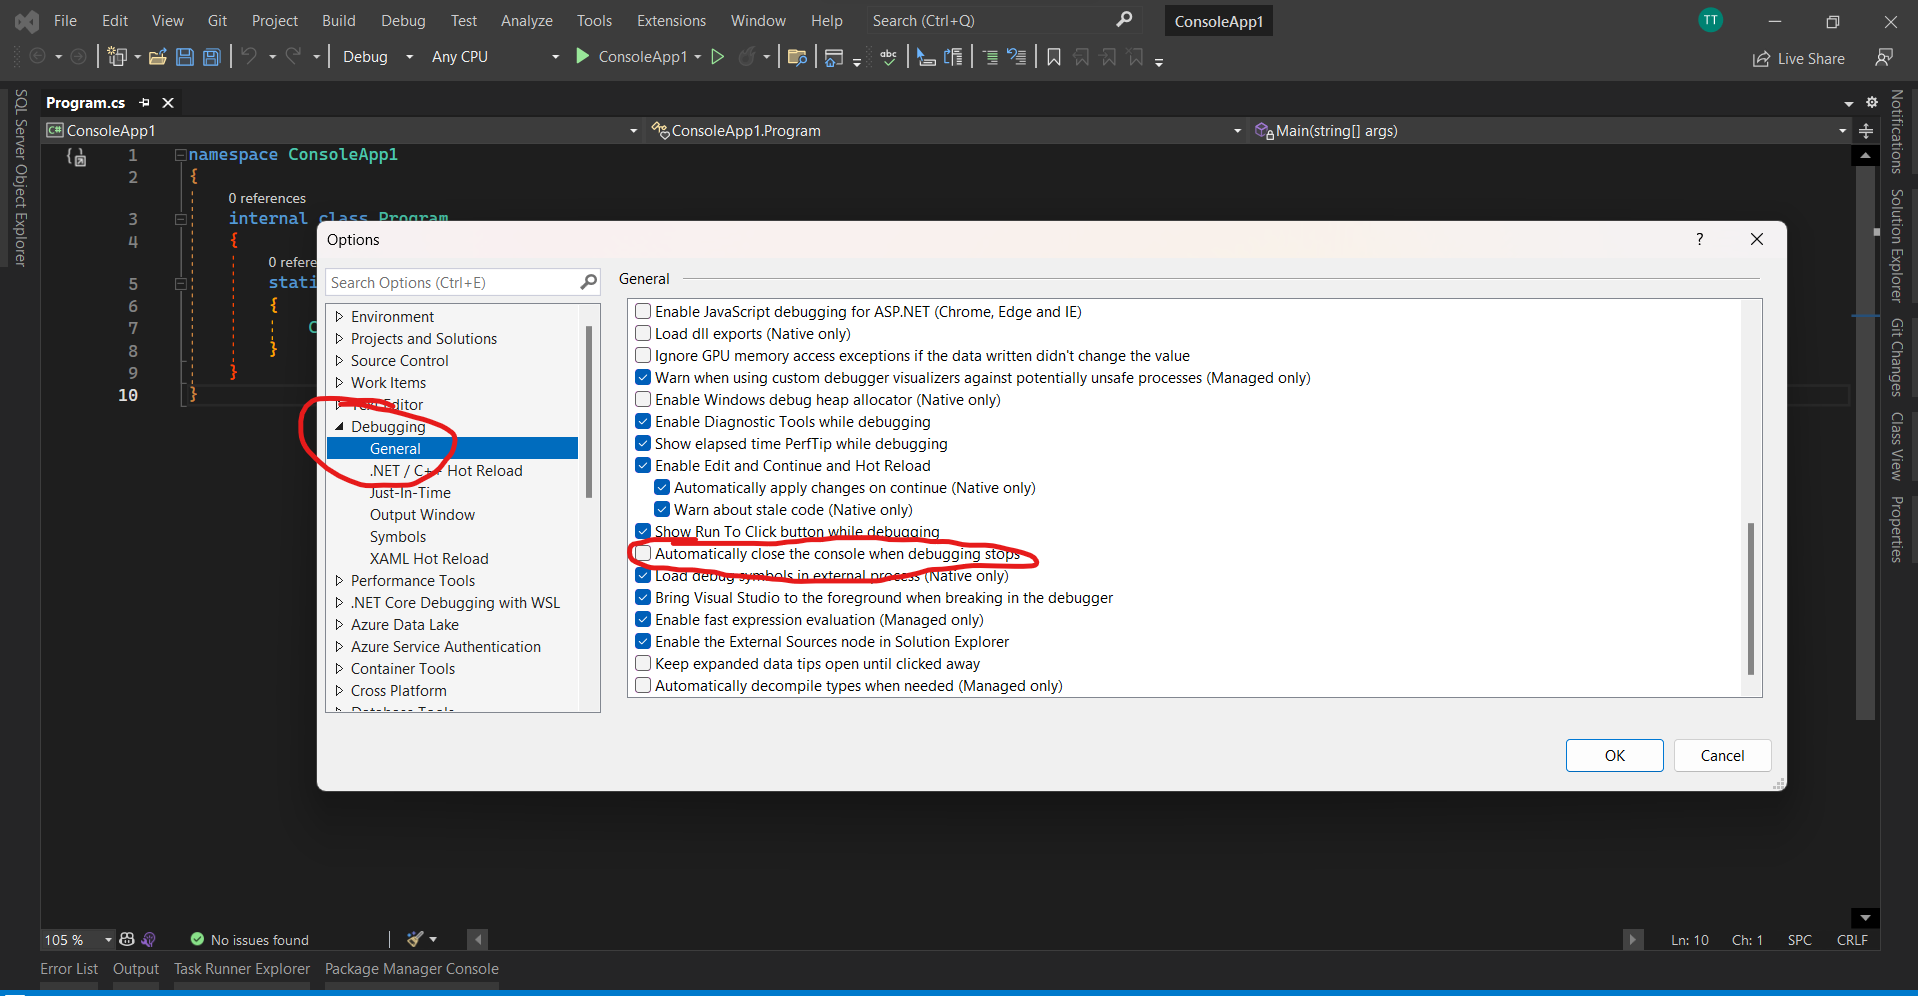 File Edit View Git Project Build Debug Test Analyze Tools Extensions Window Help Search (Ctrl+Q) ConsoleApp1 TT
Debug Any CPU ConsoleApp1 abc Live Share
SQL Server Object Explorer
Program.cs
C# ConsoleApp1 ConsoleApp1.Program Main(string[] args)
1 namespace ConsoleApp1
2 {
0 references
3 internal class Program
4 {
0 refere
5 stati
6 {
7 C
8 }
9 }
10 }
Options ?
Search Options (Ctrl+E)
Environment
Projects and Solutions
Source Control
Work Items
Text Editor
Debugging
General
.NET / C++ Hot Reload
Just-In-Time
Output Window
Symbols
XAML Hot Reload
Performance Tools
.NET Core Debugging with WSL
Azure Data Lake
Azure Service Authentication
Container Tools
Cross Platform
Database Tools
General
Enable JavaScript debugging for ASP.NET (Chrome, Edge and IE)
Load dll exports (Native only)
Ignore GPU memory access exceptions if the data written didn't change the value
Warn when using custom debugger visualizers against potentially unsafe processes (Managed only)
Enable Windows debug heap allocator (Native only)
Enable Diagnostic Tools while debugging
Show elapsed time PerfTip while debugging
Enable Edit and Continue and Hot Reload
Automatically apply changes on continue (Native only)
Warn about stale code (Native only)
Show Run To Click button while debugging
Automatically close the console when debugging stops
Load debug symbols in external process (Native only)
Bring Visual Studio to the foreground when breaking in the debugger
Enable fast expression evaluation (Managed only)
Enable the External Sources node in Solution Explorer
Keep expanded data tips open until clicked away
Automatically decompile types when needed (Managed only)
OK Cancel
Notifications
Solution Explorer
Git Changes
Class View
Properties
105 % No issues found Ln: 10 Ch: 1 SPC CRLF
Error List Output Task Runner Explorer Package Manager Console